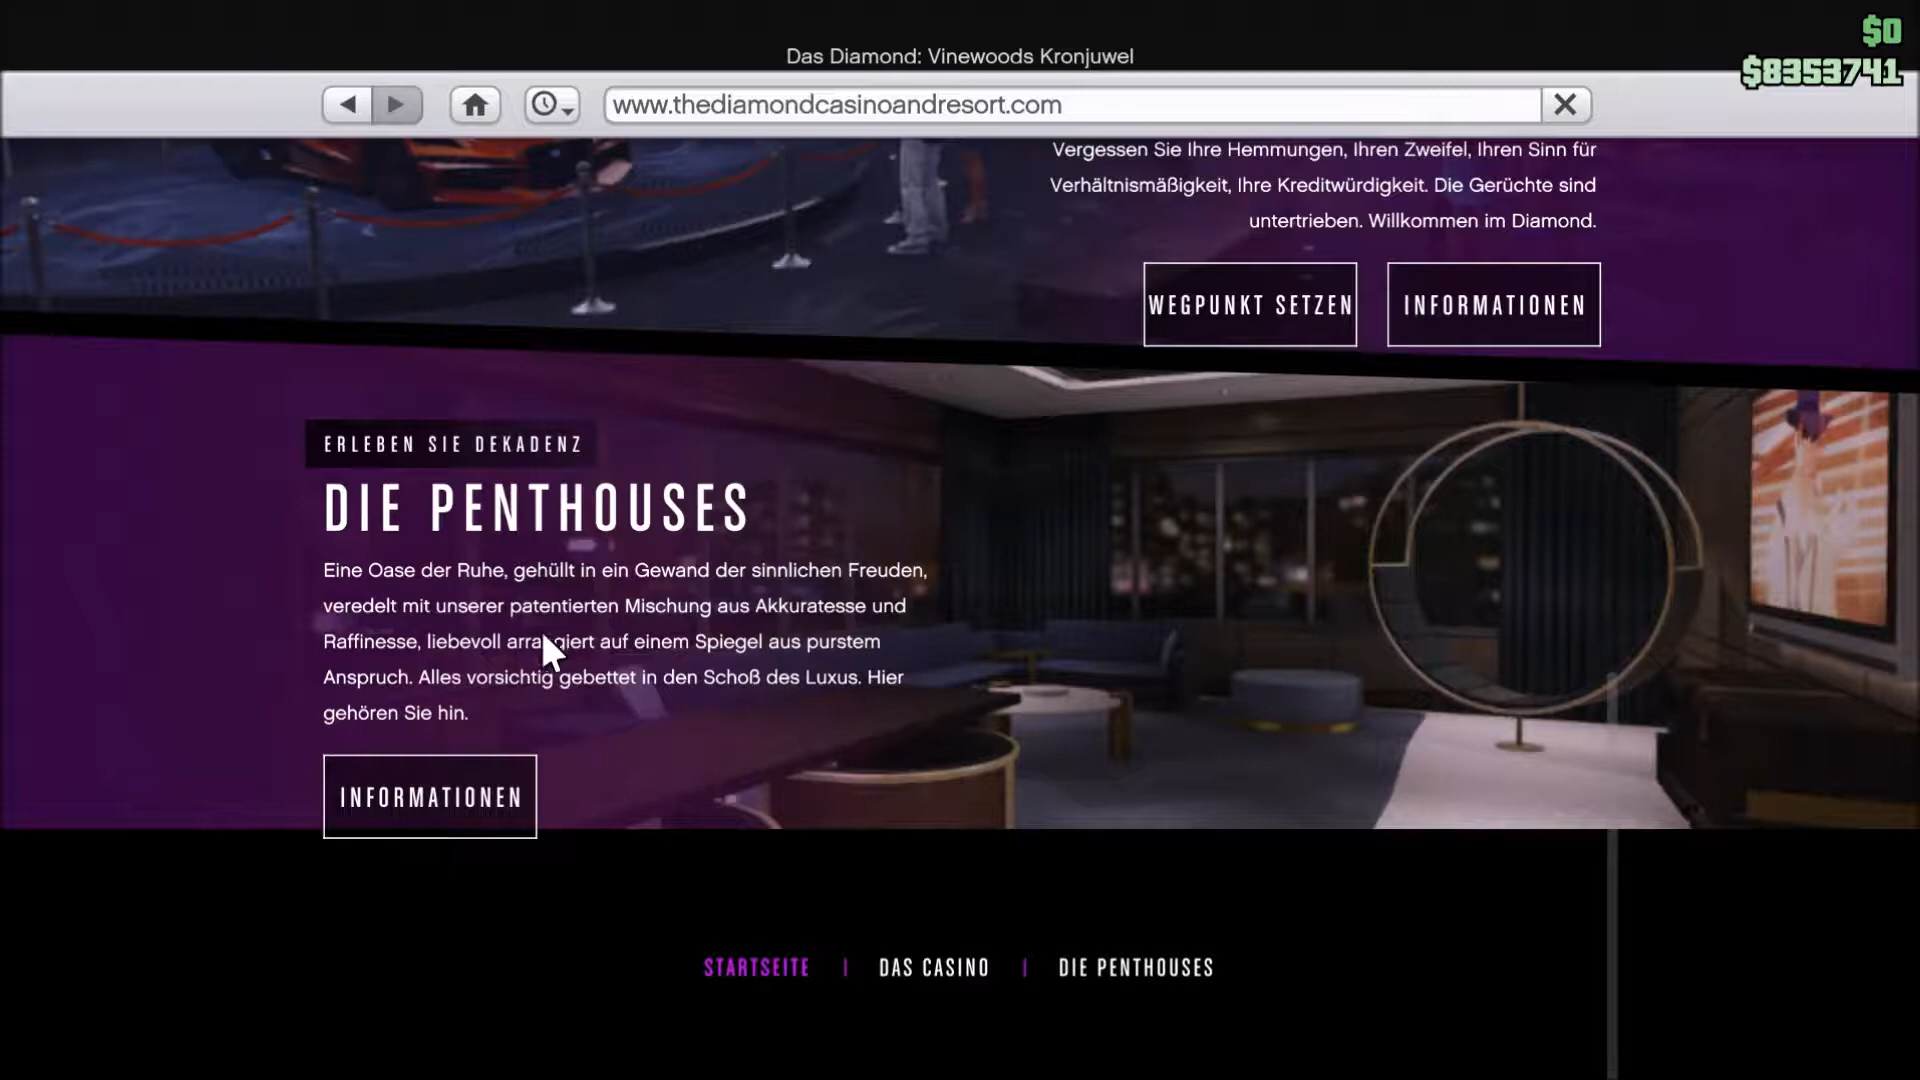 $0
Das Diamond: Vinewoods Kronjuwel
$8353741
www.thediamondcasinoandresort.com
Vergessen Sie Ihre Hemmungen, Ihren Zweifel, Ihren Sinn für
Verhältnismäßigkeit, Ihre Kreditwürdigkeit. Die Gerüchte sind
untertrieben. Willkommen im Diamond.
WEGPUNKT SETZEN
INFORMATIONEN
ERLEBEN SIE DEKADENZ
DIE PENTHOUSES
Eine Oase der Ruhe, gehüllt in ein Gewand der sinnlichen Freuden,
veredelt mit unserer patentierten Mischung aus Akkuratesse und
Raffinesse, liebevoll arrangiert auf einem Spiegel aus purstem
Anspruch. Alles vorsichtig gebettet in den Schoß des Luxus. Hier
gehören Sie hin.
INFORMATIONEN
STARTSEITE | DAS CASINO | DIE PENTHOUSES